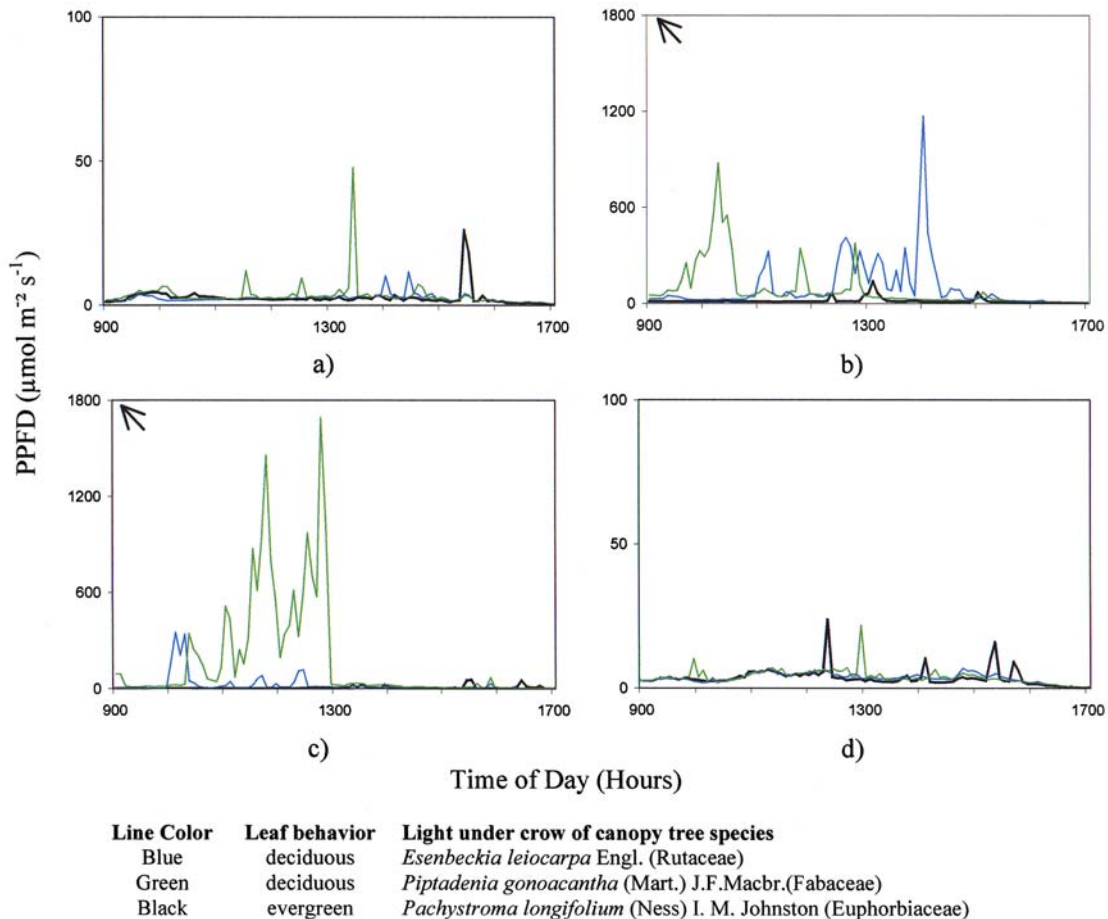 100
50
0
900 1300 1700
a)
1800
1200
600
0
900 1300 1700
b)
1800
1200
600
0
900 1300 1700
c)
100
50
0
900 1300 1700
d)
PPFD (µmol m⁻² s⁻¹)
Time of Day (Hours)
Line Color Leaf behavior Light under crow of canopy tree species
Blue deciduous Esenbeckia leiocarpa Engl. (Rutaceae)
Green deciduous Piptadenia gonoacantha (Mart.) J.F.Macbr.(Fabaceae)
Black evergreen Pachystroma longifolium (Ness) I. M. Johnston (Euphorbiaceae)